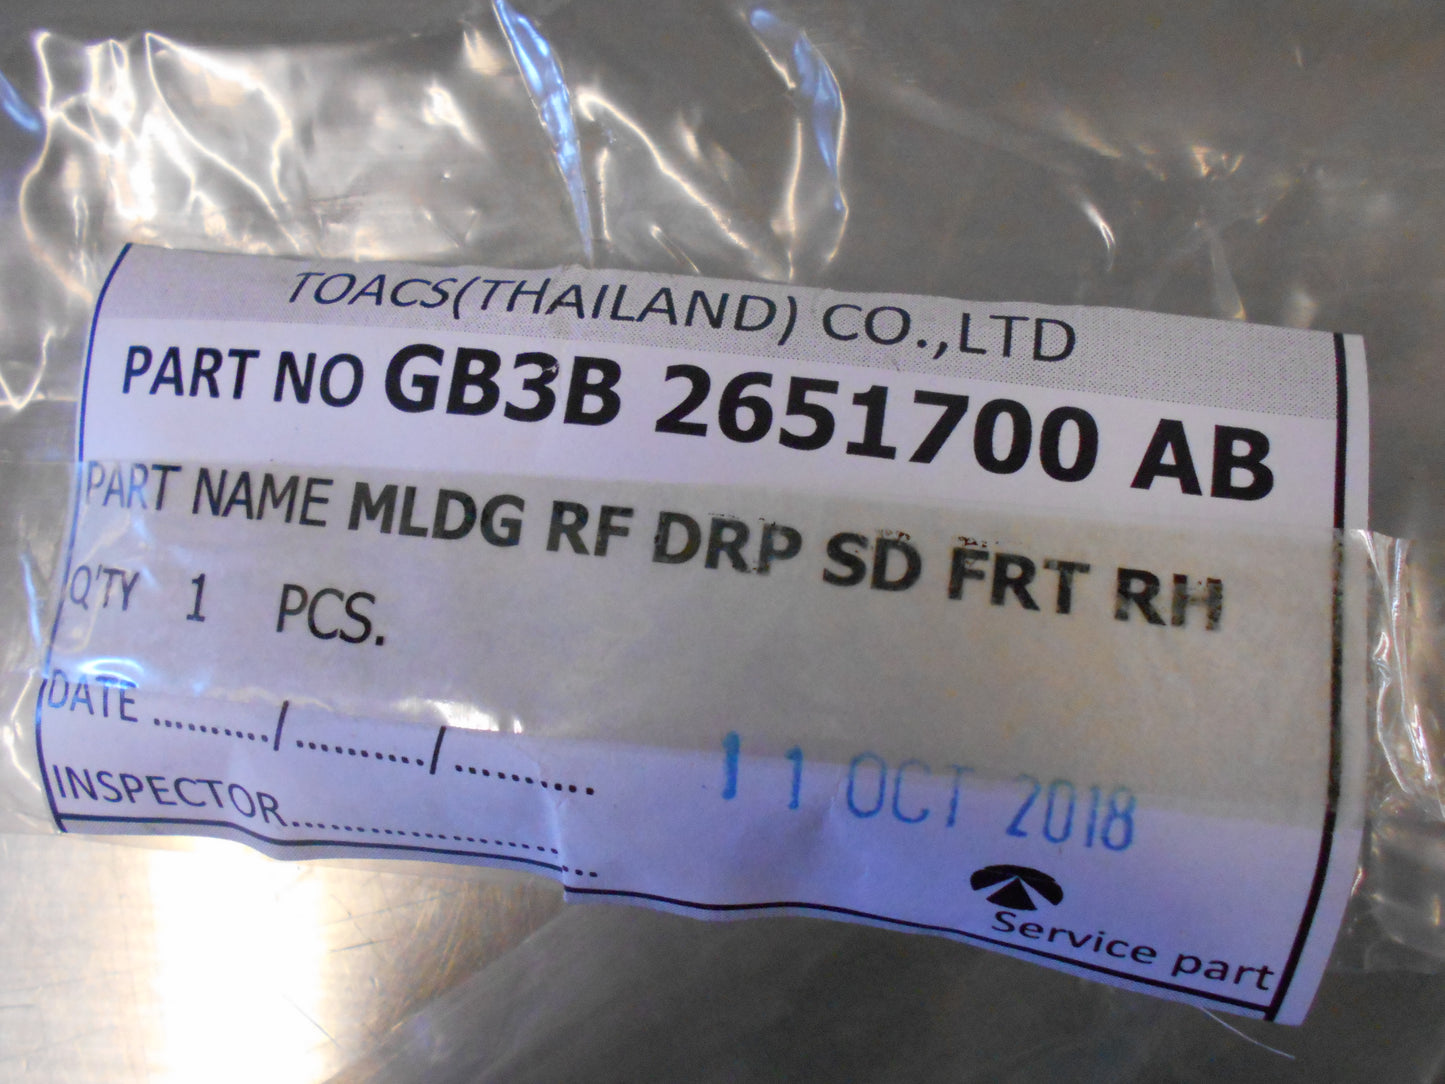 TOACS(THAILAND) CO.,LTD
PART NO GB3B 2651700 AB
PART NAME MLDG RF DRP SD FRT RH
Q'TY 1 PCS.
DATE ........../........../..........
11 OCT 2018
INSPECTOR..............................
Service part